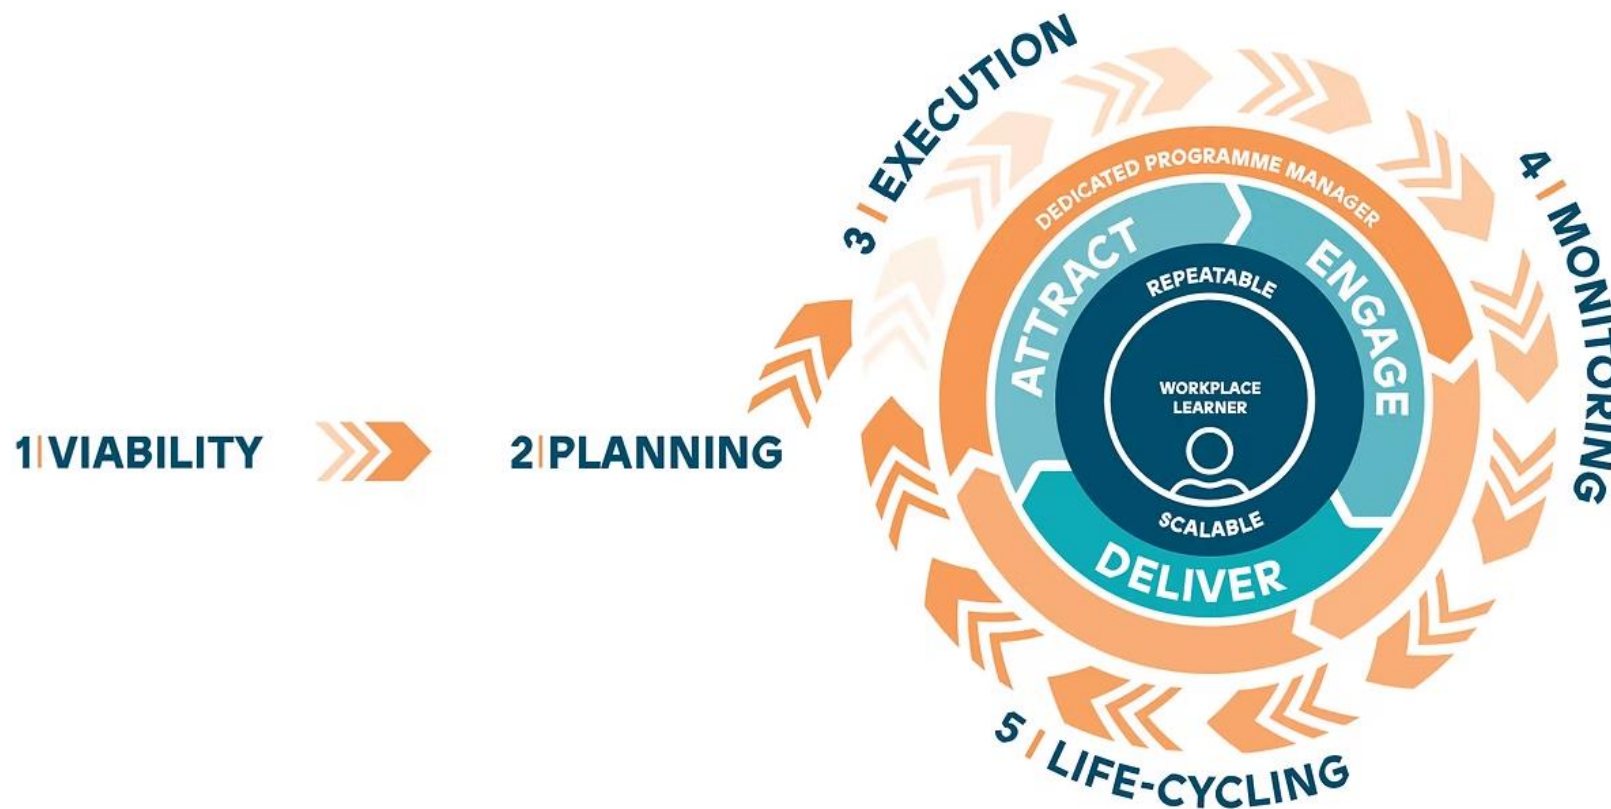 1|VIABILITY
2|PLANNING
3 | EXECUTION
4 | MONITORING
5 | LIFE-CYCLING
DEDICATED PROGRAMME MANAGER
ATTRACT
ENGAGE
DELIVER
REPEATABLE
WORKPLACE
LEARNER
SCALABLE